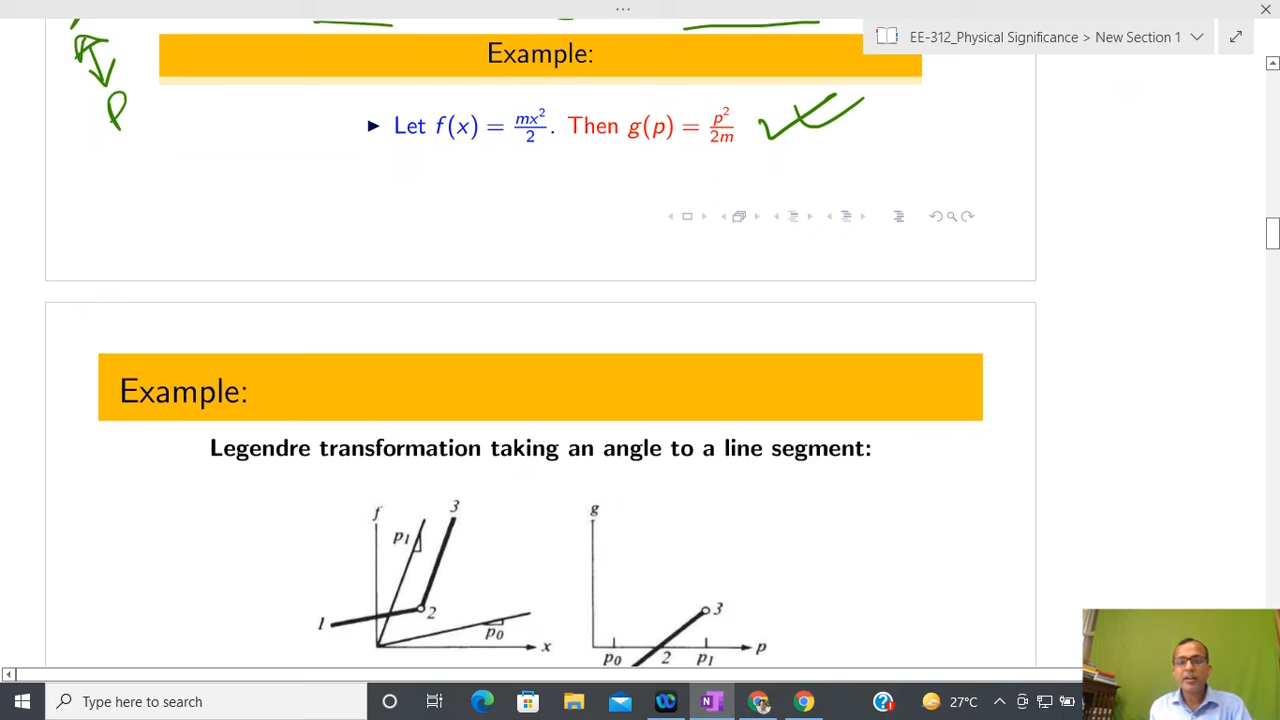 EE-312_Physical Significance > New Section 1
Example:
P
► Let f(x) = mx²/2. Then g(p) = p²/2m
Example:
Legendre transformation taking an angle to a line segment:
f
3
p₁
2
1
p₀
x
g
3
p₀
2
p₁
p
Type here to search
27°C